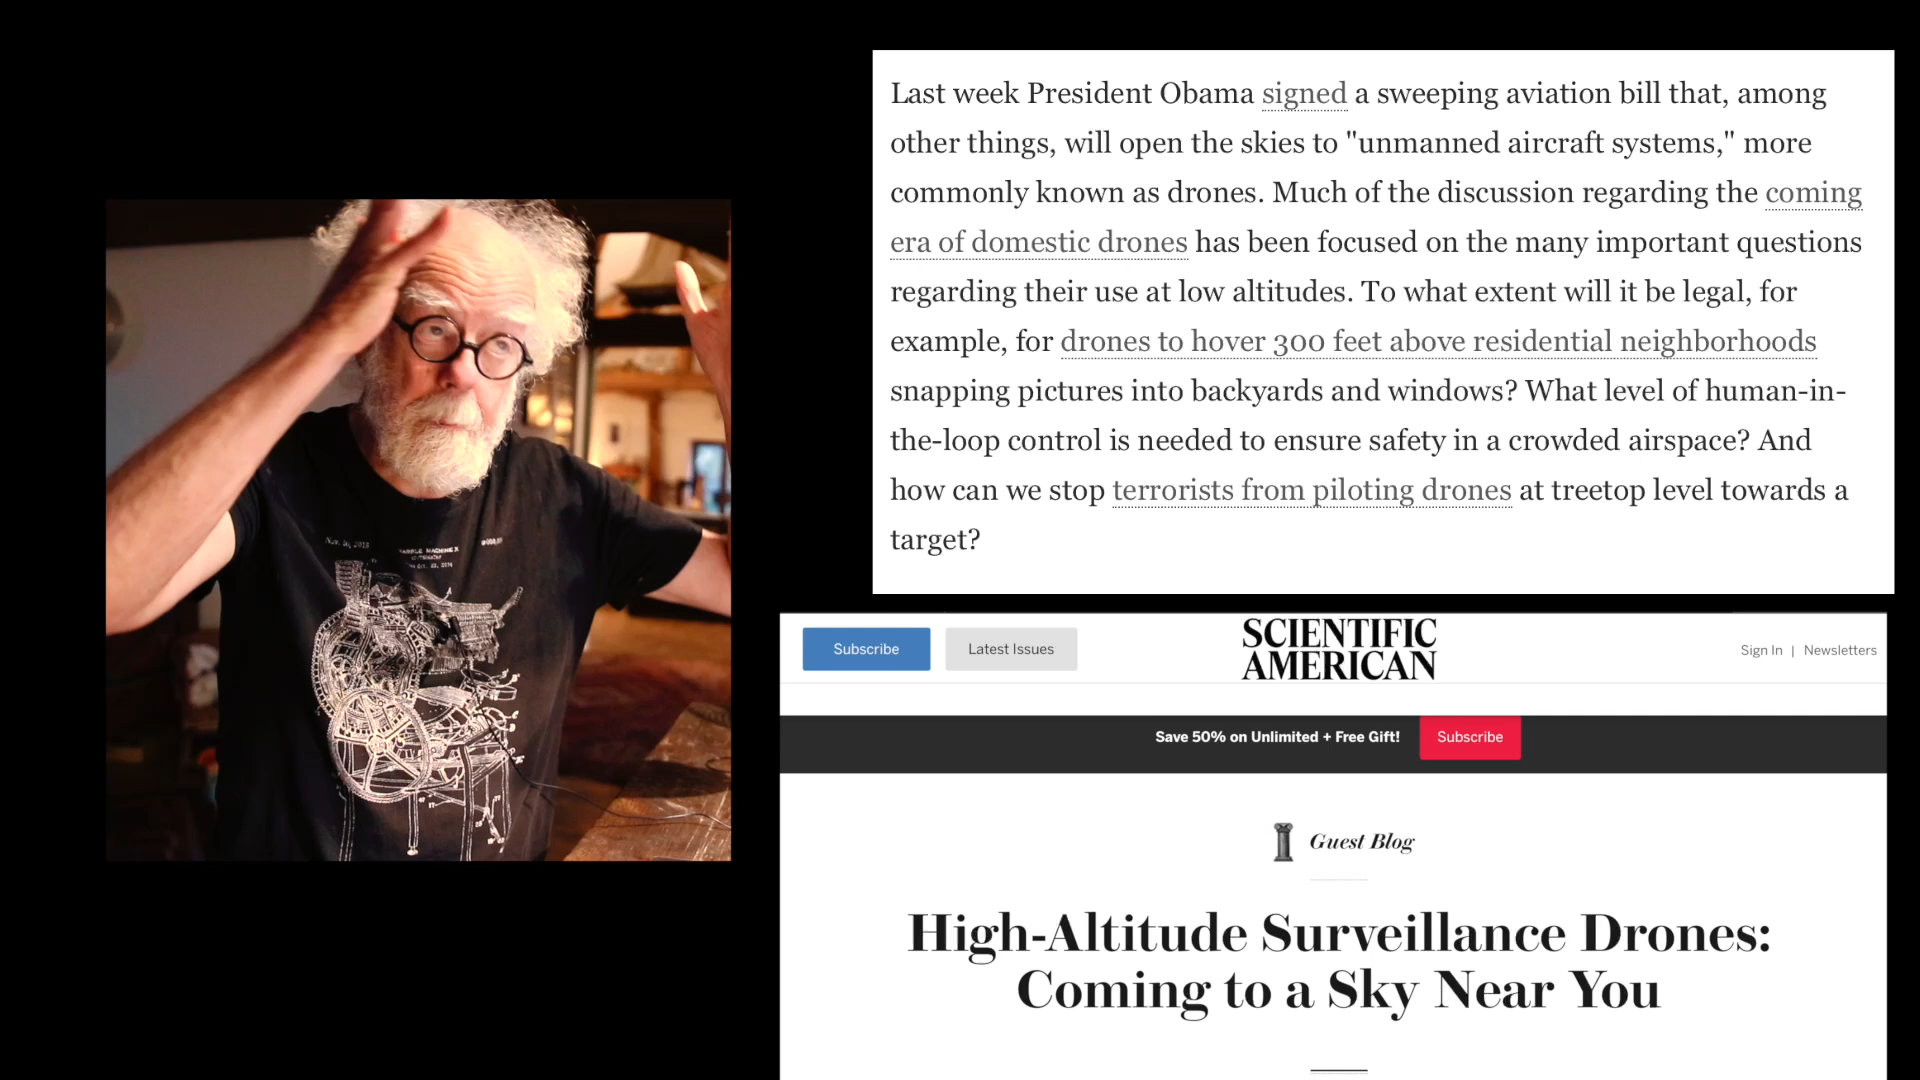 Last week President Obama signed a sweeping aviation bill that, among
other things, will open the skies to "unmanned aircraft systems," more
commonly known as drones. Much of the discussion regarding the coming
era of domestic drones has been focused on the many important questions
regarding their use at low altitudes. To what extent will it be legal, for
example, for drones to hover 300 feet above residential neighborhoods
snapping pictures into backyards and windows? What level of human-in-
the-loop control is needed to ensure safety in a crowded airspace? And
how can we stop terrorists from piloting drones at treetop level towards a
target?
Subscribe
Latest Issues
SCIENTIFIC
AMERICAN
Sign In | Newsletters
Save 50% on Unlimited + Free Gift!
Subscribe
Guest Blog
High-Altitude Surveillance Drones:
Coming to a Sky Near You
MARBLE MACHINE X